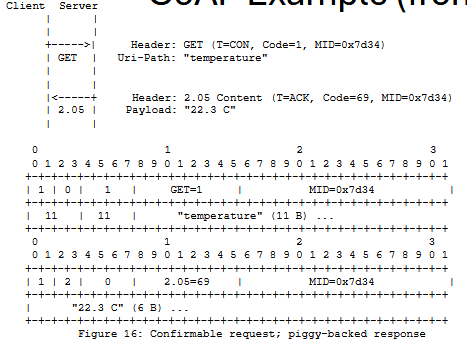 CoAP Example (from
Client Server
| |
| |
+----->| Header: GET (T=CON, Code=1, MID=0x7d34)
| GET | Uri-Path: "temperature"
| |
| |
|<-----+ Header: 2.05 Content (T=ACK, Code=69, MID=0x7d34)
| 2.05 | Payload: "22.3 C"
| |
0 1 2 3
0 1 2 3 4 5 6 7 8 9 0 1 2 3 4 5 6 7 8 9 0 1 2 3 4 5 6 7 8 9 0 1
+-+-+-+-+-+-+-+-+-+-+-+-+-+-+-+-+-+-+-+-+-+-+-+-+-+-+-+-+-+-+-+-+
| 1 | 0 | 1 | GET=1 | MID=0x7d34 |
+-+-+-+-+-+-+-+-+-+-+-+-+-+-+-+-+-+-+-+-+-+-+-+-+-+-+-+-+-+-+-+-+
| 11 | 11 | "temperature" (11 B) ...
+-+-+-+-+-+-+-+-+-+-+-+-+-+-+-+-+-+-+-+-+-+-+-+-+-+-+-+-+-+-+-+-+
0 1 2 3
0 1 2 3 4 5 6 7 8 9 0 1 2 3 4 5 6 7 8 9 0 1 2 3 4 5 6 7 8 9 0 1
+-+-+-+-+-+-+-+-+-+-+-+-+-+-+-+-+-+-+-+-+-+-+-+-+-+-+-+-+-+-+-+-+
| 1 | 2 | 0 | 2.05=69 | MID=0x7d34 |
+-+-+-+-+-+-+-+-+-+-+-+-+-+-+-+-+-+-+-+-+-+-+-+-+-+-+-+-+-+-+-+-+
| "22.3 C" (6 B) ...
+-+-+-+-+-+-+-+-+-+-+-+-+-+-+-+-+-+-+-+-+-+-+-+-+-+-+-+-+-+-+-+-+
Figure 16: Confirmable request; piggy-backed response